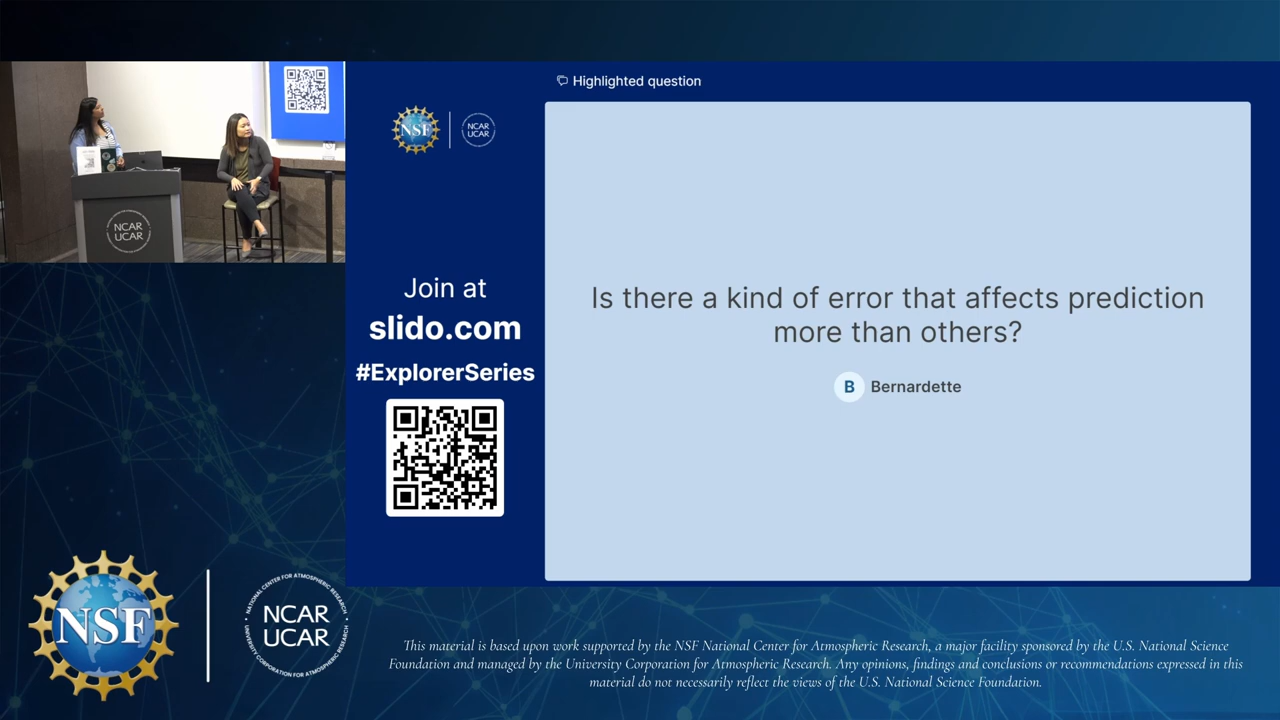 Highlighted question
NSF
NCAR
UCAR
Join at
slido.com
#ExplorerSeries
Is there a kind of error that affects prediction
more than others?
B Bernardette
NCAR
UCAR
NSF
NATIONAL CENTER FOR ATMOSPHERIC RESEARCH
NCAR
UCAR
UNIVERSITY CORPORATION FOR ATMOSPHERIC RESEARCH
This material is based upon work supported by the NSF National Center for Atmospheric Research, a major facility sponsored by the U.S. National Science
Foundation and managed by the University Corporation for Atmospheric Research. Any opinions, findings and conclusions or recommendations expressed in this
material do not necessarily reflect the views of the U.S. National Science Foundation.